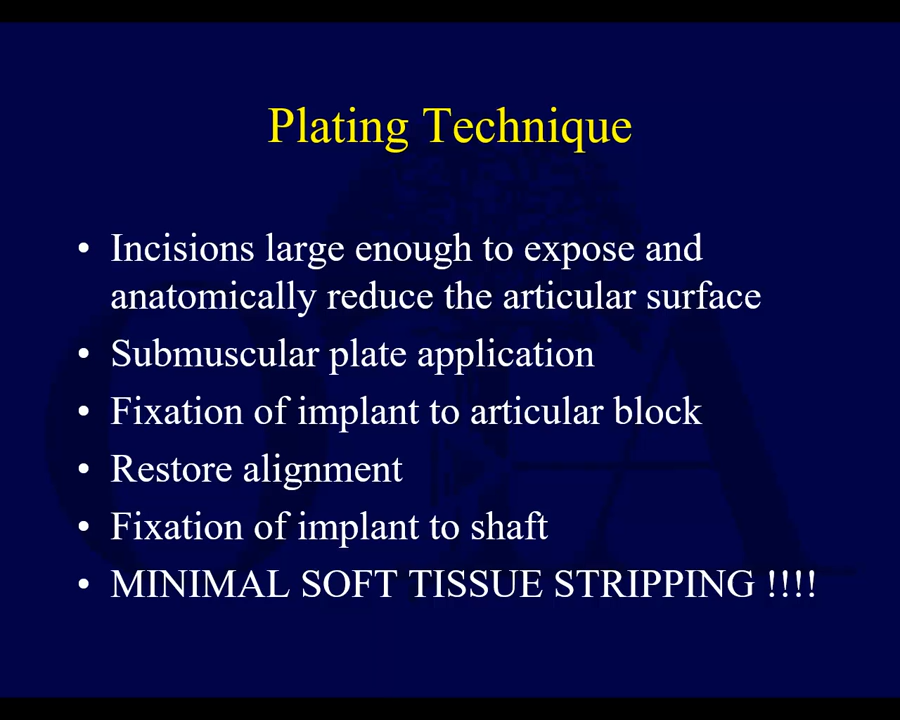 Plating Technique
• Incisions large enough to expose and
anatomically reduce the articular surface
• Submuscular plate application
• Fixation of implant to articular block
• Restore alignment
• Fixation of implant to shaft
• MINIMAL SOFT TISSUE STRIPPING !!!!
OTA